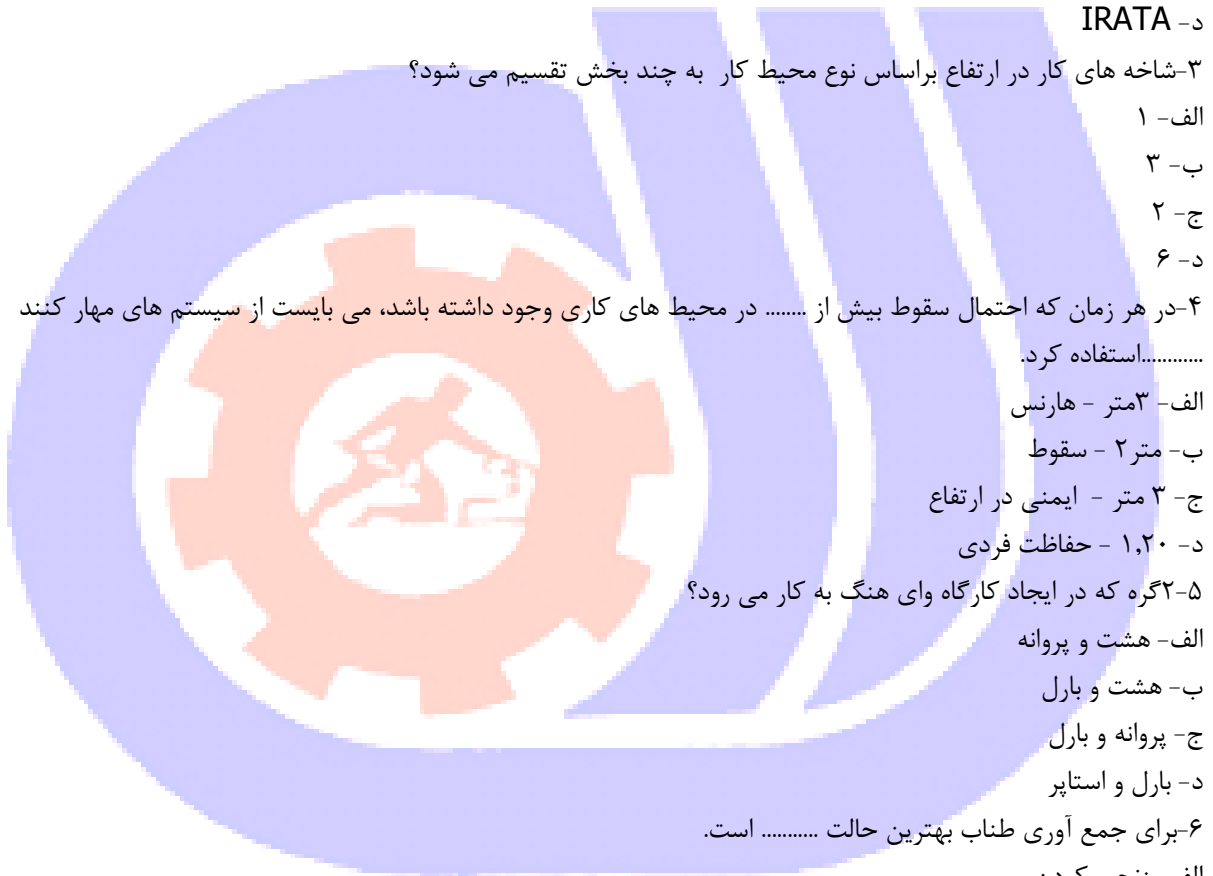 د- IRATA
۳-شاخه های کار در ارتفاع براساس نوع محیط کار به چند بخش تقسیم می شود؟
الف- ۱
ب- ۳
ج- ۲
د- ۶
۴-در هر زمان که احتمال سقوط بیش از ........ در محیط های کاری وجود داشته باشد، می بایست از سیستم های مهار کنند
............استفاده کرد.
الف- ۳متر - هارنس
ب- متر۲ - سقوط
ج- ۳ متر - ایمنی در ارتفاع
د- ۱,۲۰ - حفاظت فردی
۵-۲گره که در ایجاد کارگاه وای هنگ به کار می رود؟
الف- هشت و پروانه
ب- هشت و بارل
ج- پروانه و بارل
د- بارل و استاپر
۶-برای جمع آوری طناب بهترین حالت ........... است.